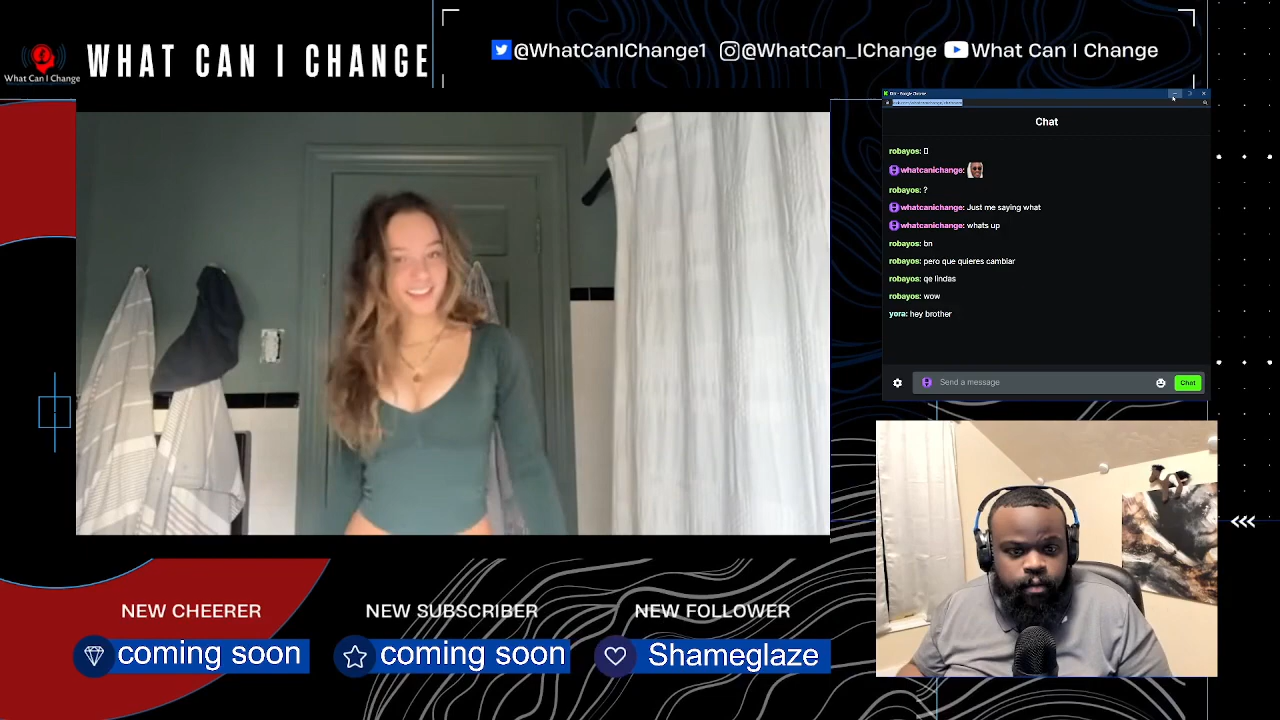 What Can I Change
WHAT CAN I CHANGE
@WhatCanIChange1 @WhatCan_IChange What Can I Change
Chat
robayos:
whatcanichange:
robayos: ?
whatcanichange: Just me saying what
whatcanichange: whats up
robayos: bn
robayos: pero que quieres cambiar
robayos: qe lindas
robayos: wow
yora: hey brother
Send a message
Chat
NEW CHEERER
NEW SUBSCRIBER
NEW FOLLOWER
coming soon
coming soon
Shameglaze